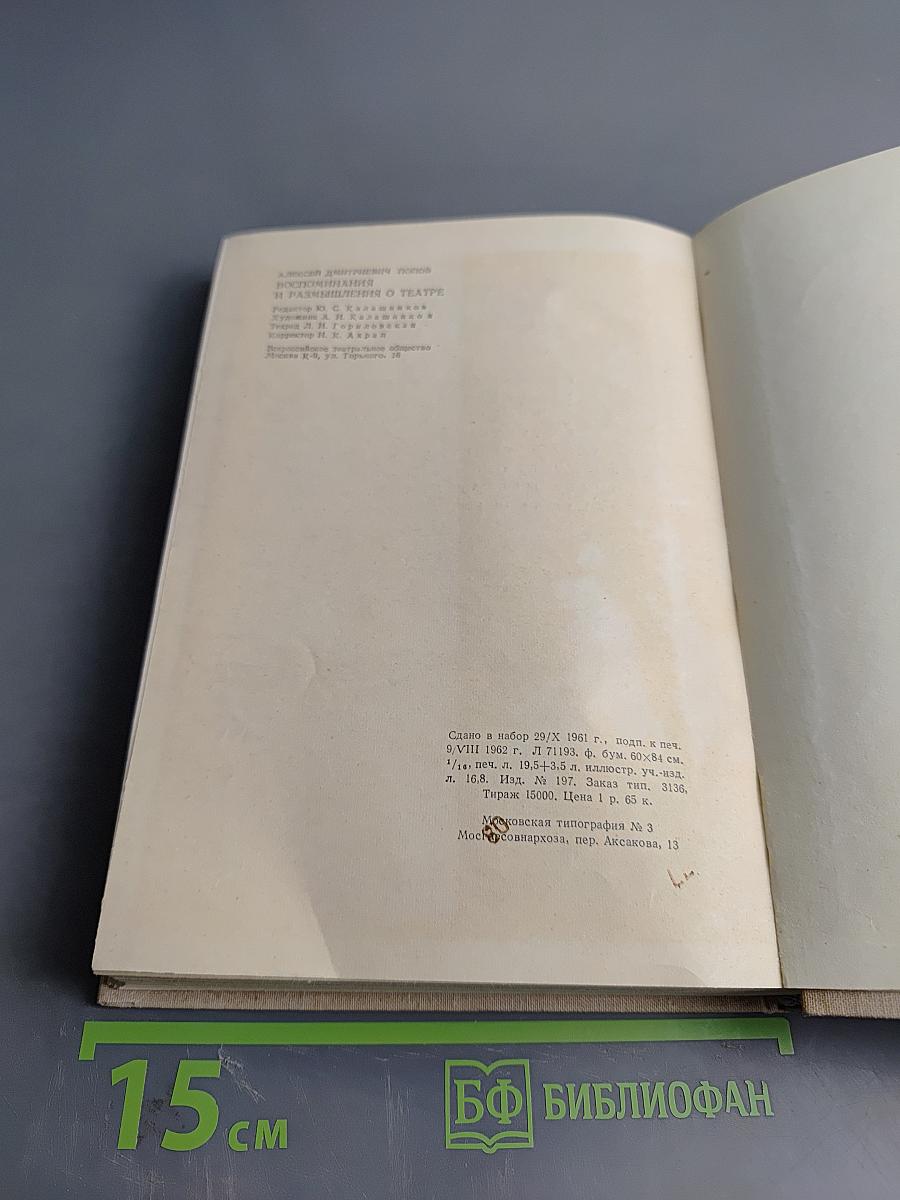 АЛЕКСЕЙ ДМИТРИЕВИЧ ПОПОВ
ВОСПОМИНАНИЯ
И РАЗМЫШЛЕНИЯ О ТЕАТРЕ
Редактор Ю. С. Калашников
Художник А. И. Калашников
Техред Л. И. Гориловская
Корректор Н. К.
Всероссийское театральное общество
Москва К-9, ул. Горького, 16
Сдано в набор 29/X 1961 г., подп. к печ.
9/VIII 1962 г. Л 71193. ф. бум. 60×84 см.
1/16, печ. л. 19,5+3,5 л. иллюстр. уч.-изд.
л. 16,8. Изд. № 197. Заказ тип. 3136,
Тираж 15000. Цена 1 р. 65 к.
Московская типография № 3
Мосгорсовнархоза, пер. Аксакова, 13
15 см
БФ БИБЛИОФАН